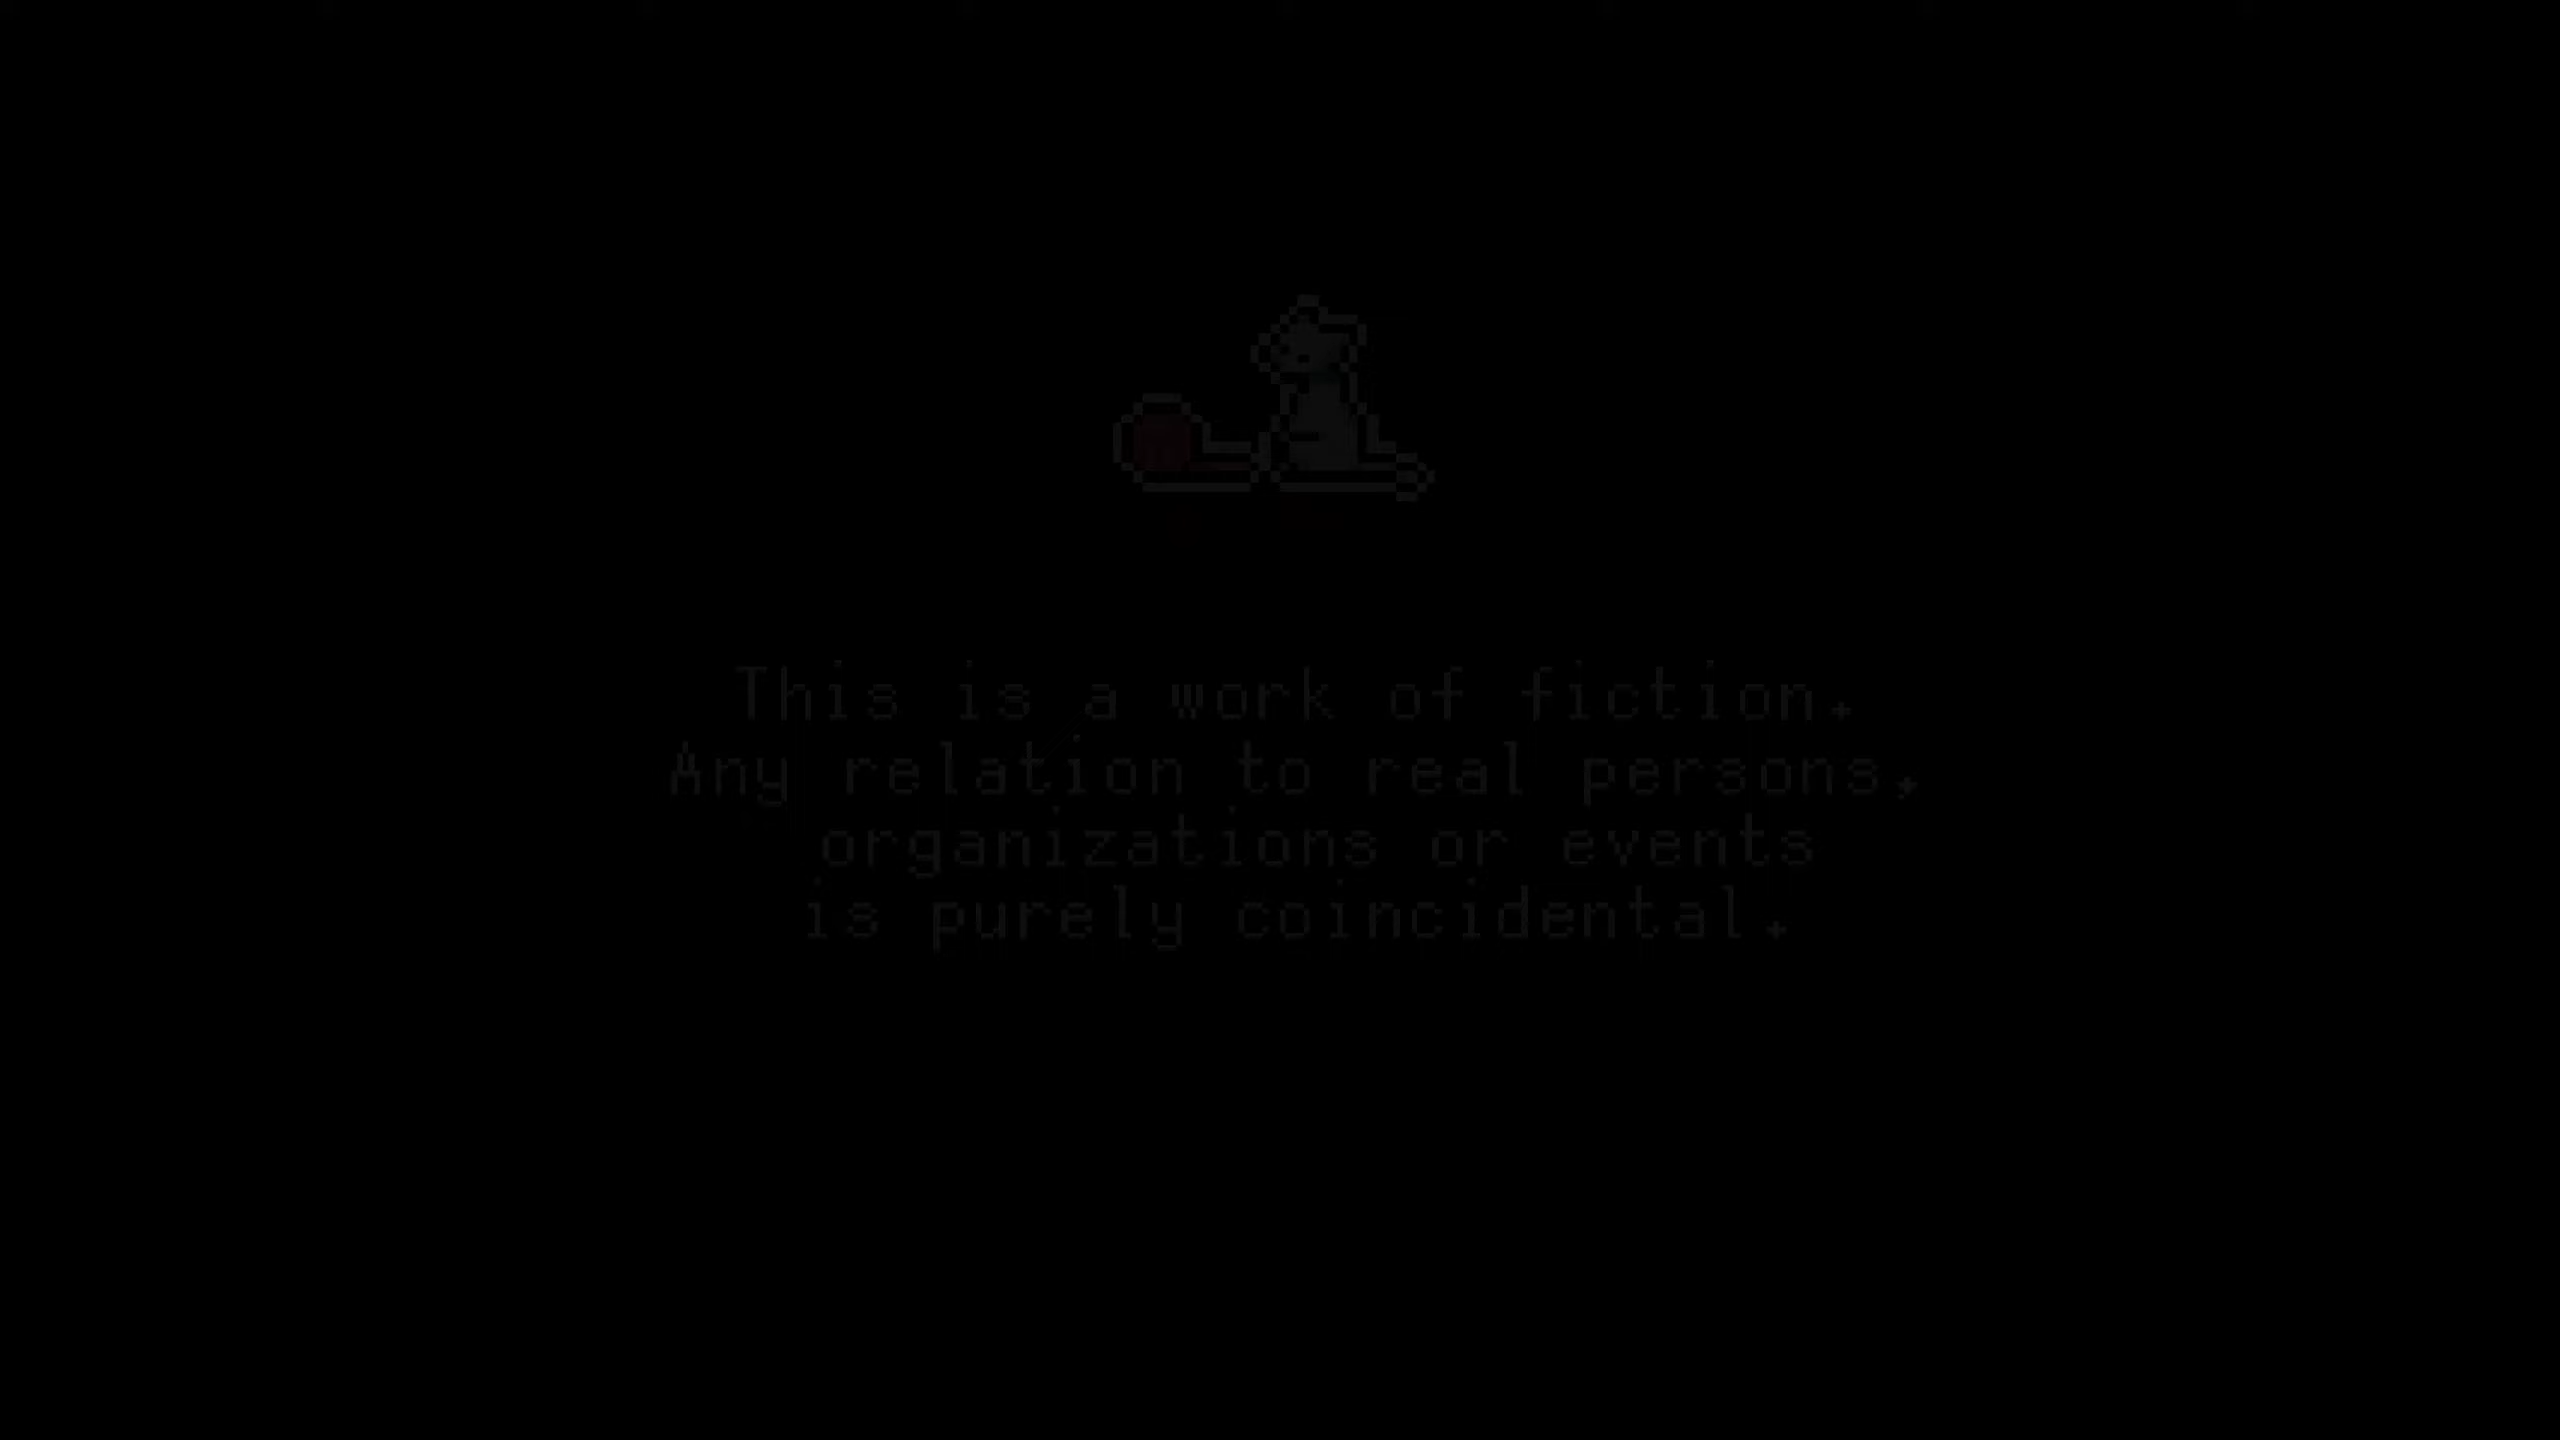 This is a work of fiction.
Any relation to real persons,
organizations or events
is purely coincidental.